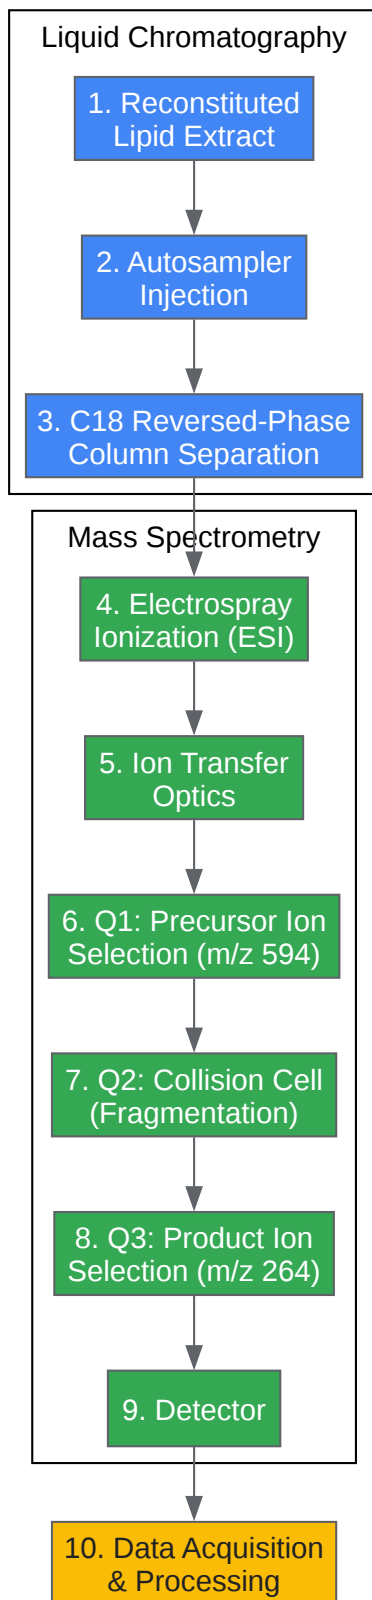 Liquid Chromatography
1. Reconstituted
Lipid Extract
2. Autosampler
Injection
3. C18 Reversed-Phase
Column Separation
Mass Spectrometry
4. Electrospray
Ionization (ESI)
5. Ion Transfer
Optics
6. Q1: Precursor Ion
Selection (m/z 594)
7. Q2: Collision Cell
(Fragmentation)
8. Q3: Product Ion
Selection (m/z 264)
9. Detector
10. Data Acquisition
& Processing